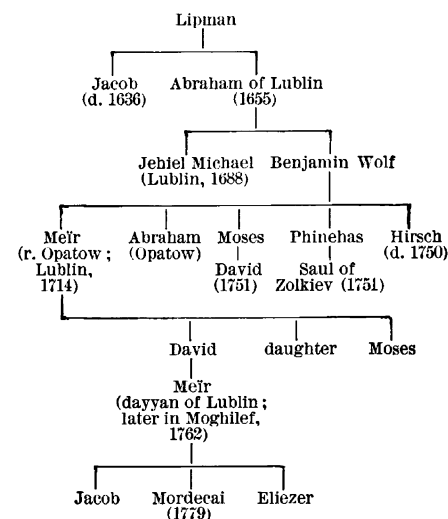 Lipman
Jacob Abraham of Lublin
(d. 1636) (1655)
Jehiel Michael Benjamin Wolf
(Lublin, 1688)
Meïr Abraham Moses Phinehas Hirsch
(r. Opatow; (Opatow) (d. 1750)
Lublin, David Saul of
1714) (1751) Zolkiev (1751)
David daughter Moses
Meïr
(dayyan of Lublin;
later in Moghilef,
1762)
Jacob Mordecai Eliezer
(1779)